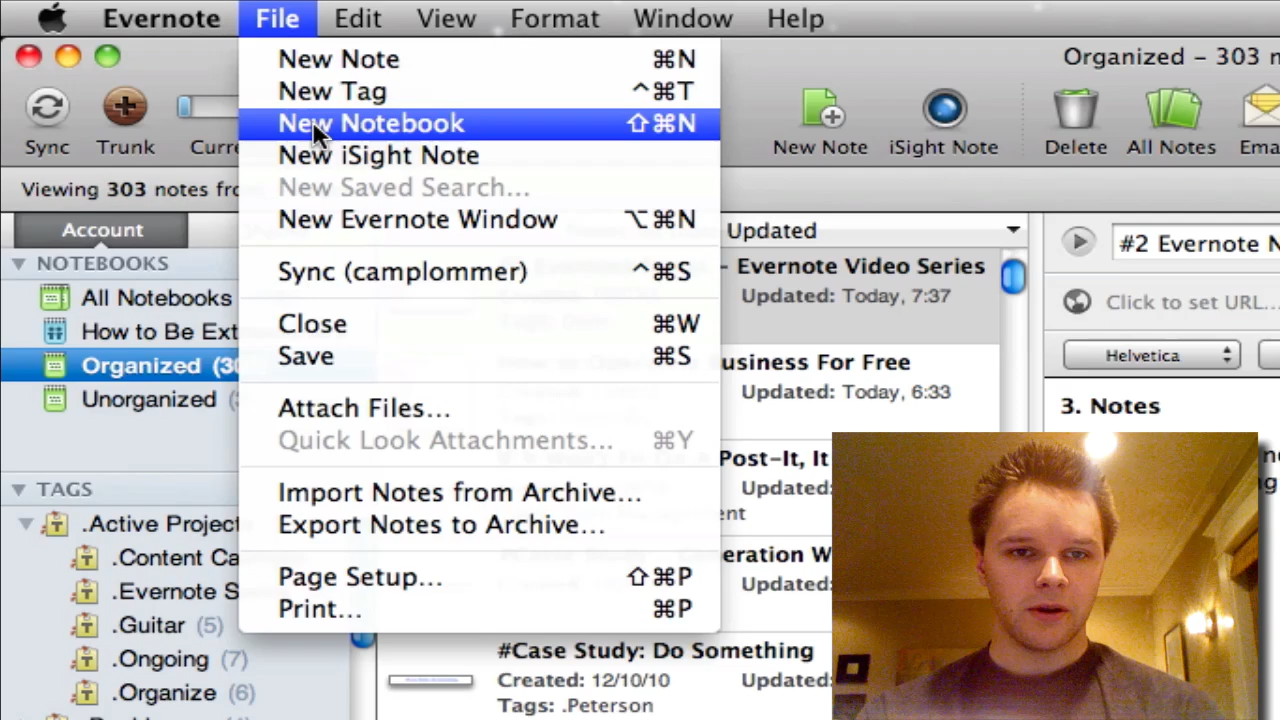 Evernote File Edit View Format Window Help
Organized – 303 n
New Note ⌘N
New Tag ^⌘T
New Notebook ⇧⌘N
New iSight Note
New Saved Search...
New Evernote Window ⌥⌘N
Sync (camplommer) ^⌘S
Close ⌘W
Save ⌘S
Attach Files...
Quick Look Attachments... ⌘Y
Import Notes from Archive...
Export Notes to Archive...
Page Setup... ⇧⌘P
Print... ⌘P
Sync Trunk Curre New Note iSight Note Delete All Notes Ema
Viewing 303 notes fro
Account
NOTEBOOKS
All Notebooks
How to Be Ext
Organized (30
Unorganized (
TAGS
.Active Project
.Content Ca
.Evernote S
.Guitar (5)
.Ongoing (7)
.Organize (6)
Updated
– Evernote Video Series
Updated: Today, 7:37
Business For Free
Updated: Today, 6:33
Post-It, It
Updated:
nt
eration W
Updated:
#Case Study: Do Something
Created: 12/10/10 Updated:
Tags: .Peterson
#2 Evernote N
Click to set URL...
Helvetica
3. Notes